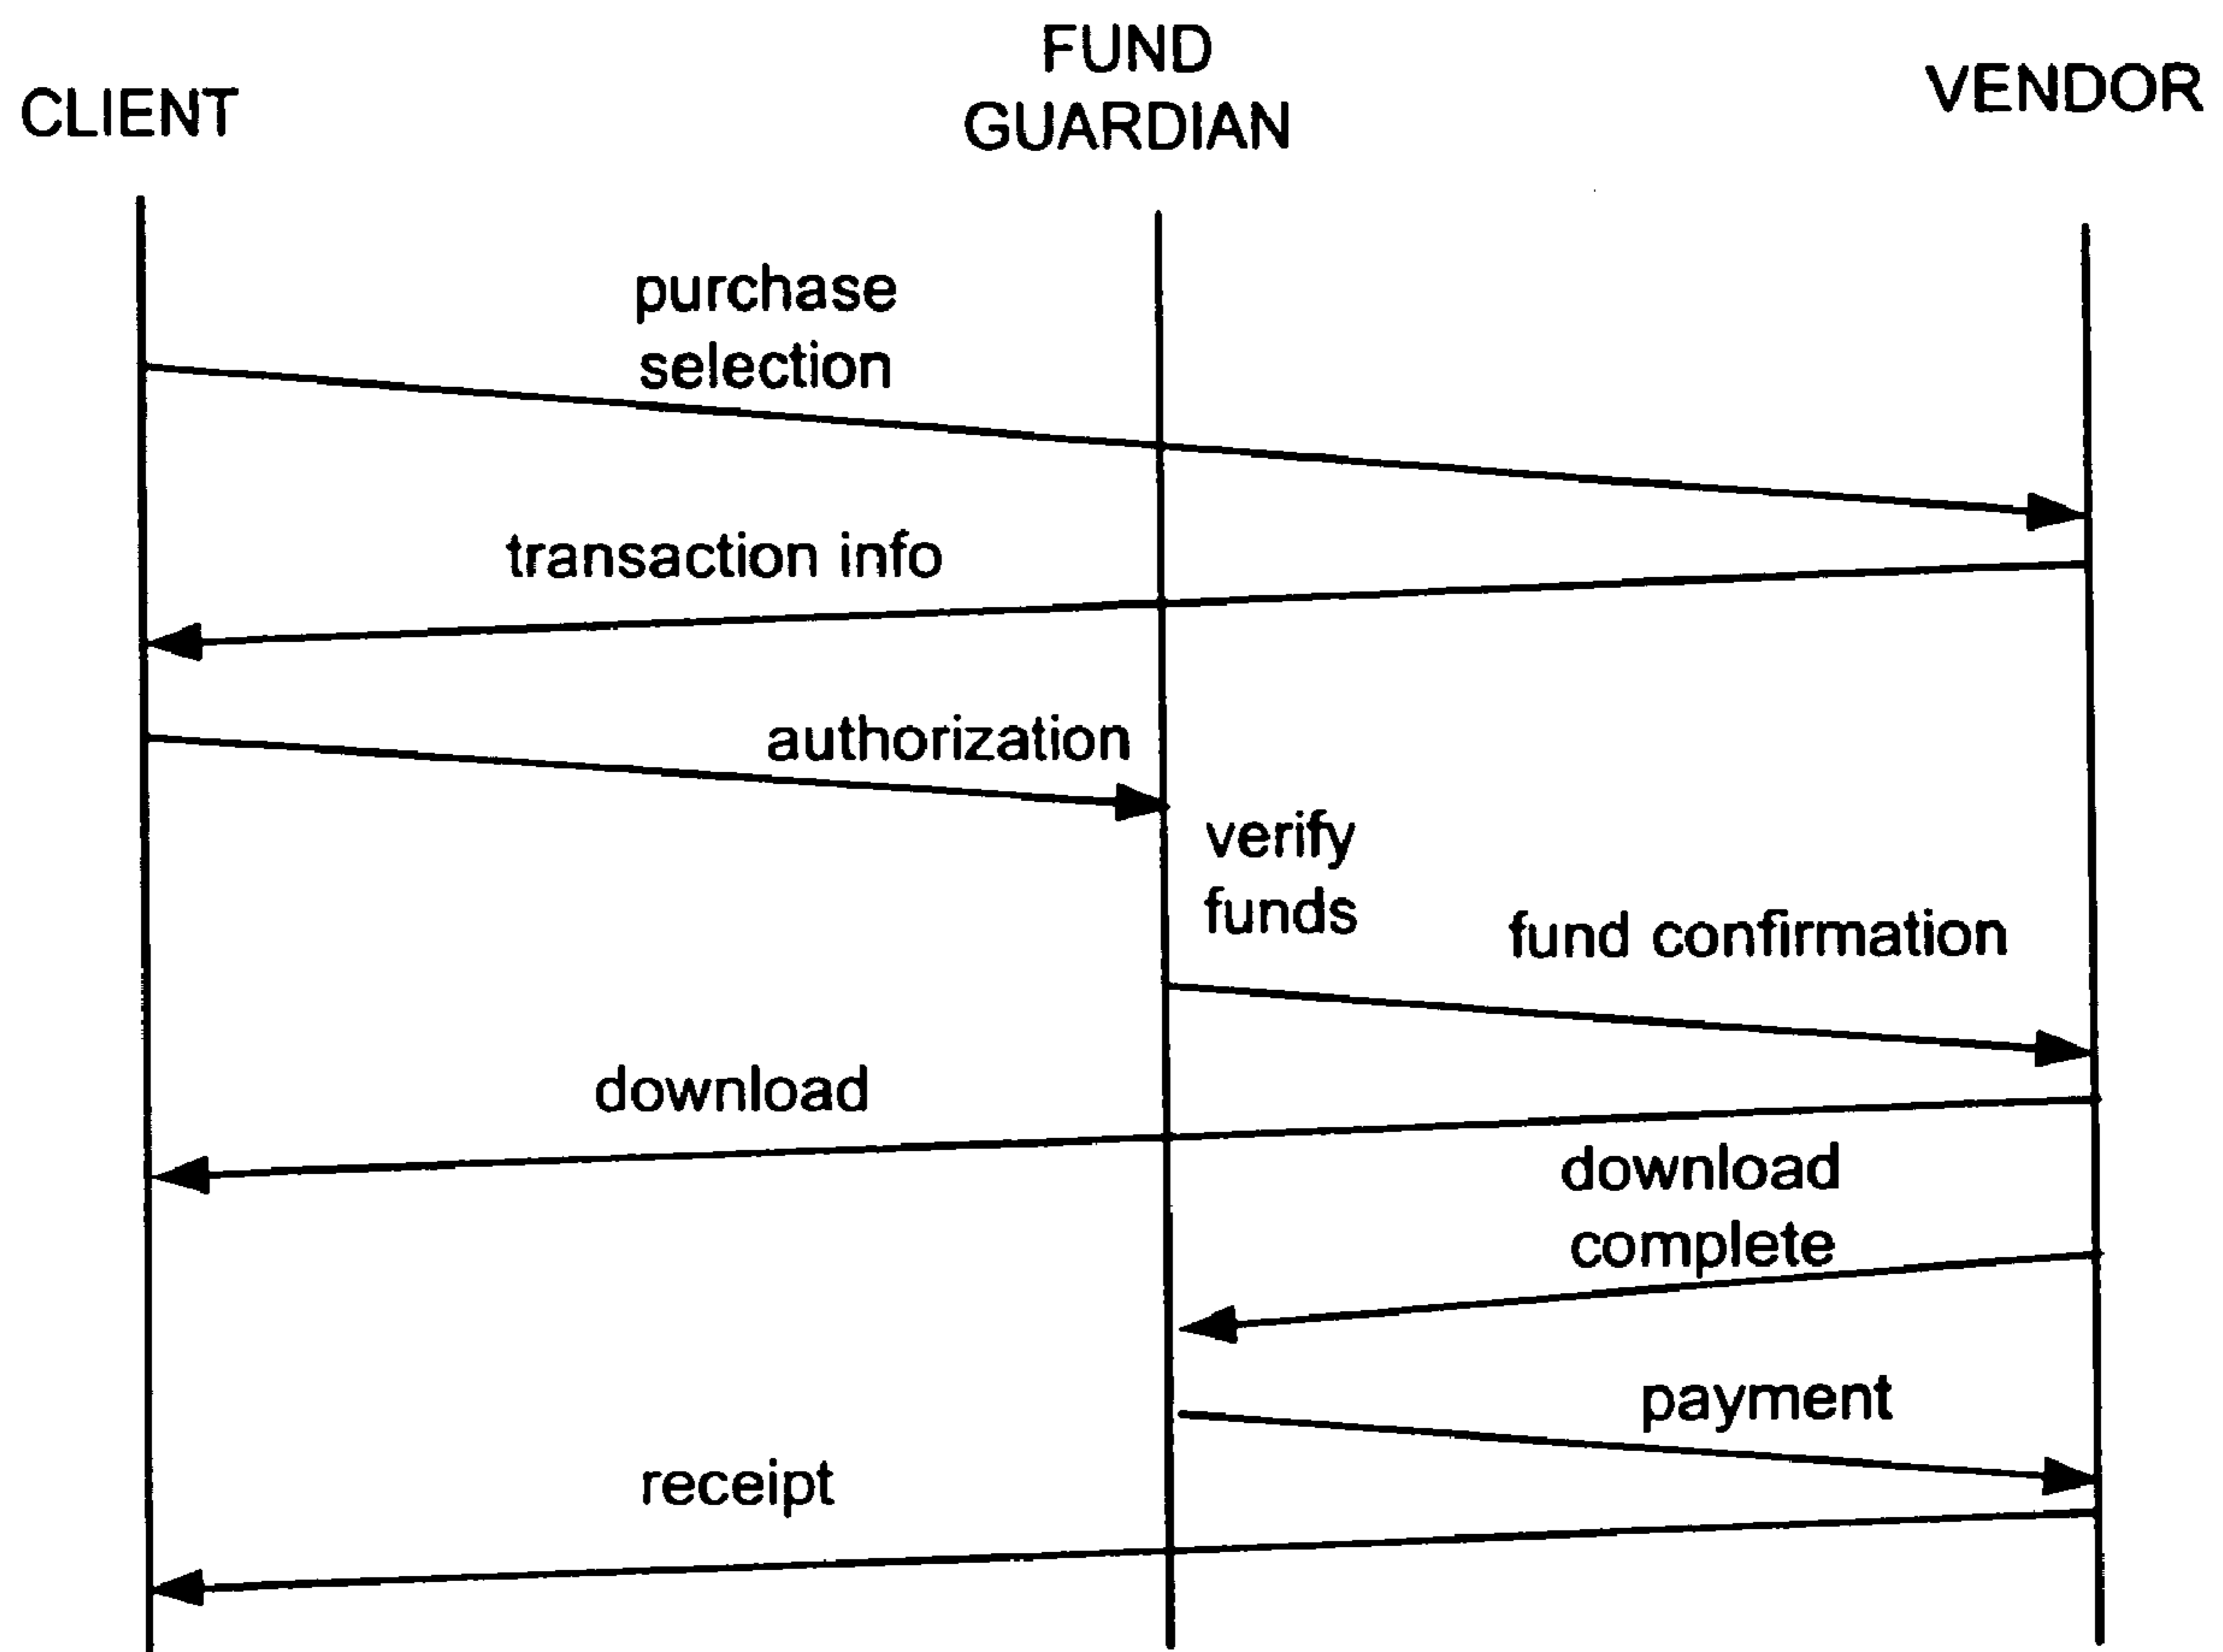 CLIENT
FUND
GUARDIAN
VENDOR
purchase
selection
transaction info
authorization
verify
funds
fund confirmation
download
download
complete
payment
receipt